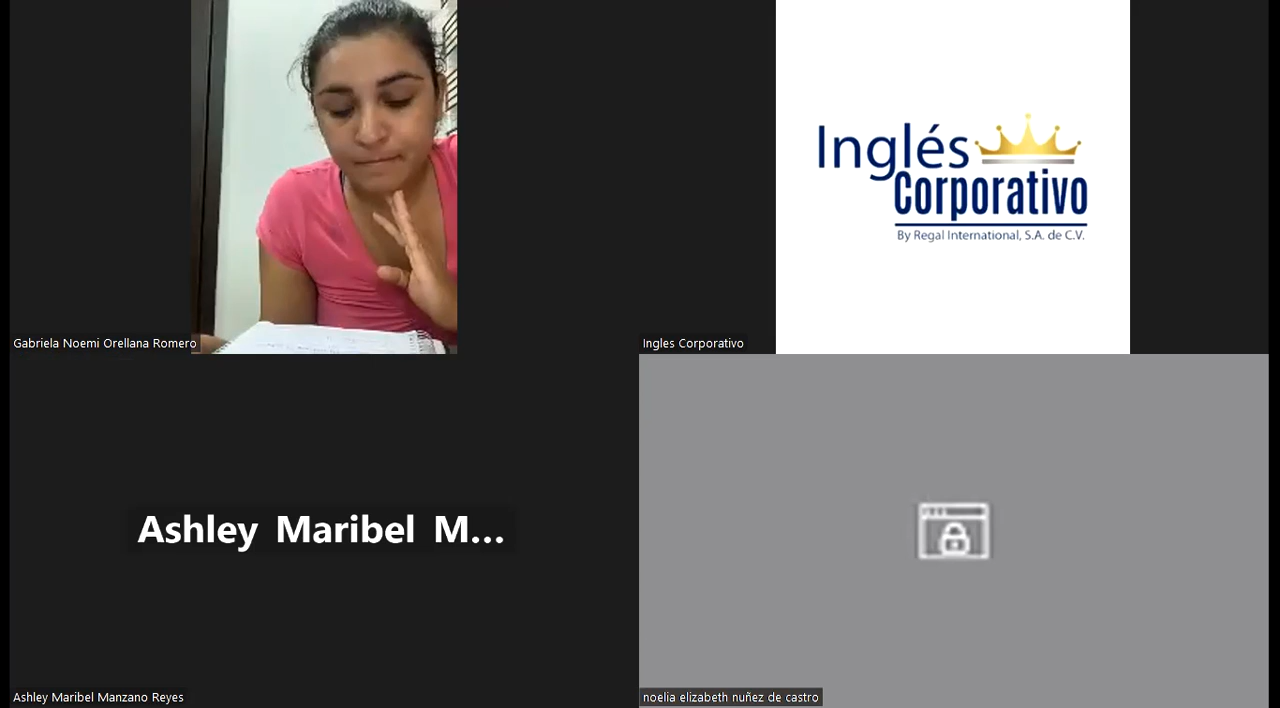 Inglés
Corporativo
By Regal International, S.A. de C.V.
Gabriela Noemi Orellana Romero
Ingles Corporativo
Ashley Maribel M...
Ashley Maribel Manzano Reyes
noelia elizabeth nuñez de castro